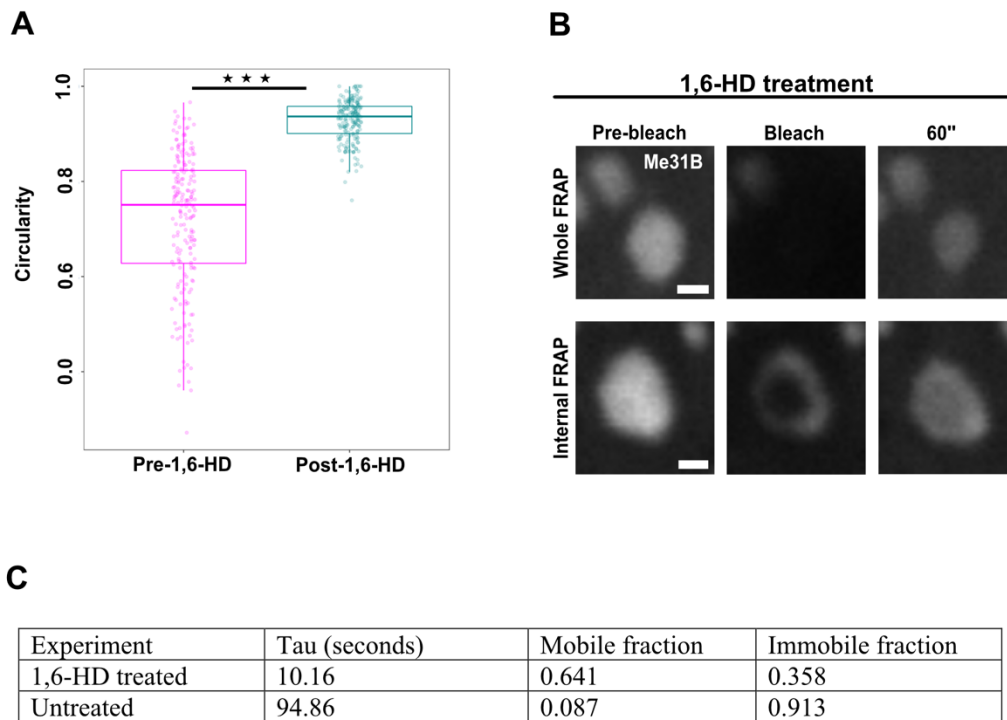 A
★ ★ ★
1.0
0.8
0.6
0.0
Circularity
Pre-1,6-HD
Post-1,6-HD
B
1,6-HD treatment
Pre-bleach Bleach 60"
Me31B
Whole FRAP
Internal FRAP
C
Experiment Tau (seconds) Mobile fraction Immobile fraction
1,6-HD treated 10.16 0.641 0.358
Untreated 94.86 0.087 0.913